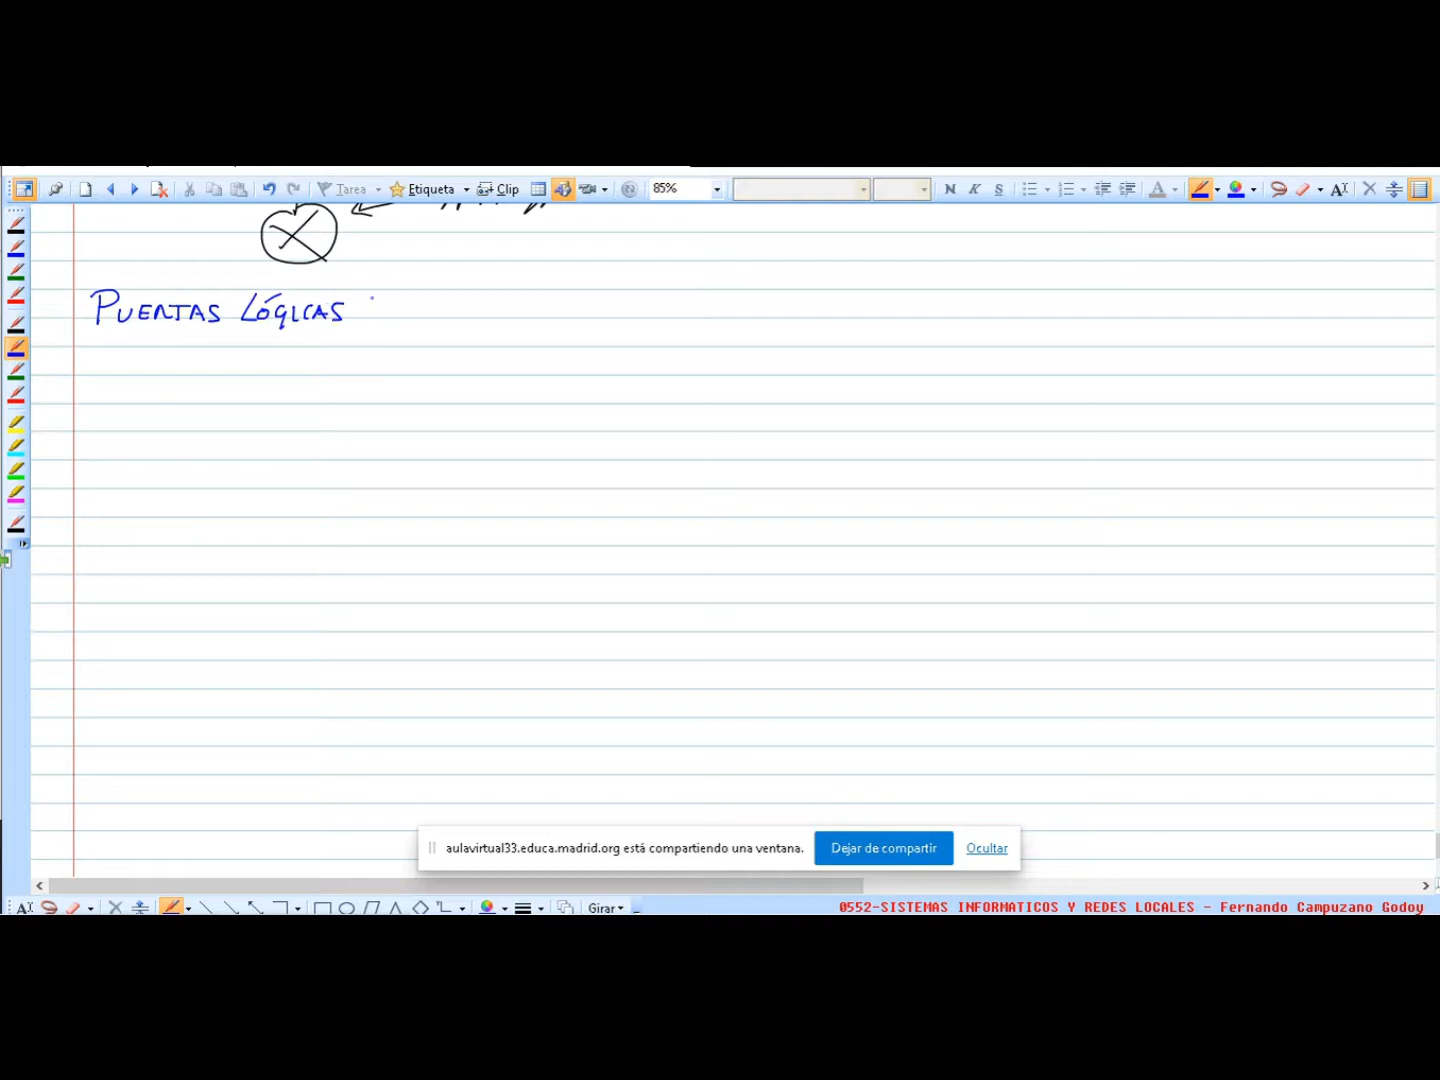 Tarea Etiqueta Clip 85% N K S A
PUERTAS LÓGICAS
aulavirtual33.educa.madrid.org está compartiendo una ventana. Dejar de compartir Ocultar
Girar
0552-SISTEMAS INFORMATICOS Y REDES LOCALES - Fernando Campuzano Godoy